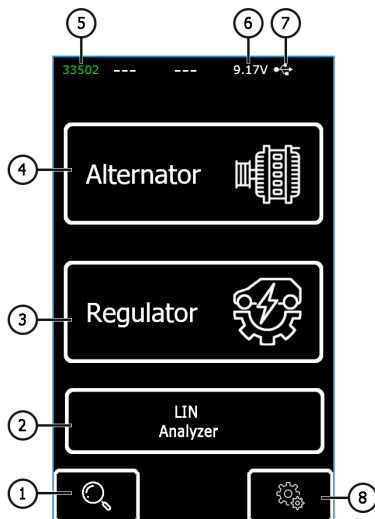 5 6 7
33502 --- --- 9.17V
4 Alternator
3 Regulator
2 LIN
Analyzer
1 8